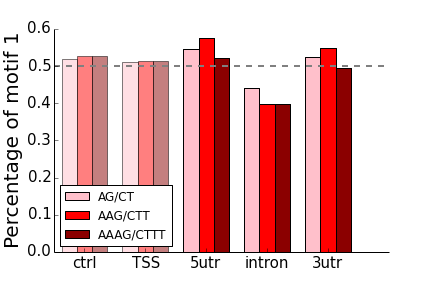 Percentage of motif 1
0.6
0.5
0.4
0.3
0.2
0.1
0.0
AG/CT
AAG/CTT
AAAG/CTTT
ctrl TSS 5utr intron 3utr